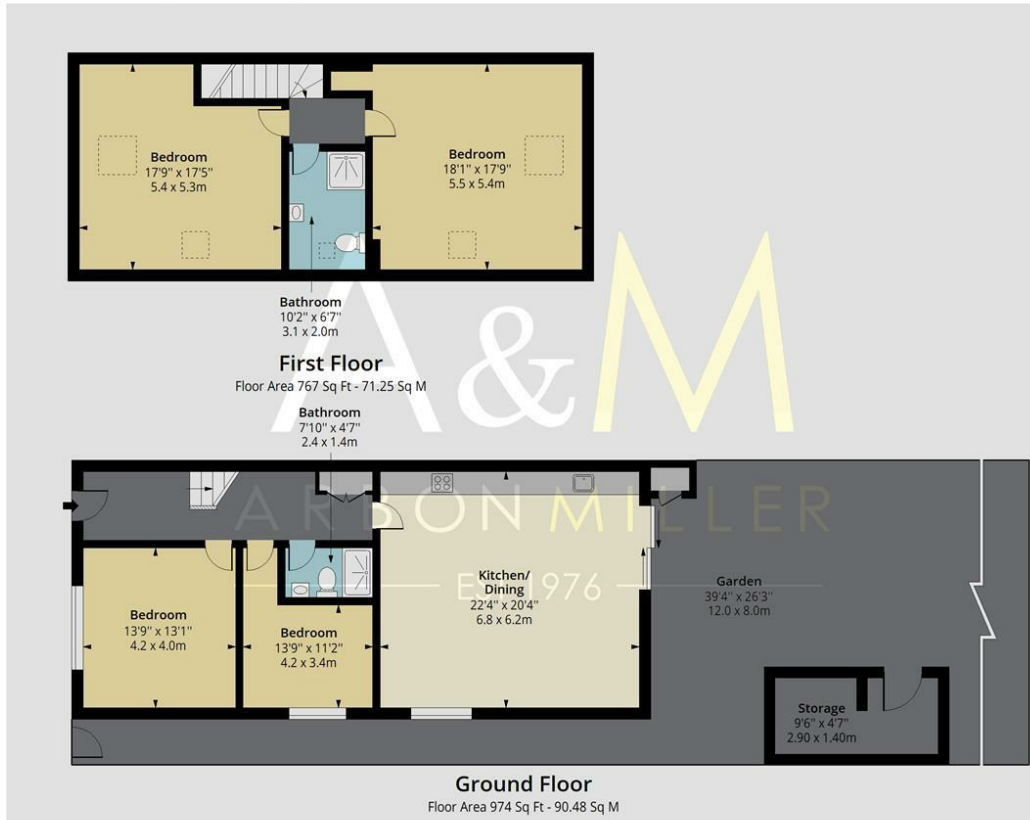 Bedroom
17'9" x 17'5"
5.4 x 5.3m
Bedroom
18'1" x 17'9"
5.5 x 5.4m
Bathroom
10'2" x 6'7"
3.1 x 2.0m
First Floor
Floor Area 767 Sq Ft - 71.25 Sq M
A&M
ARBON MILLER
EST 1976
Bathroom
7'10" x 4'7"
2.4 x 1.4m
Bedroom
13'9" x 13'1"
4.2 x 4.0m
Bedroom
13'9" x 11'2"
4.2 x 3.4m
Kitchen/
Dining
22'4" x 20'4"
6.8 x 6.2m
Garden
39'4" x 26'3"
12.0 x 8.0m
Storage
9'6" x 4'7"
2.90 x 1.40m
Ground Floor
Floor Area 974 Sq Ft - 90.48 Sq M